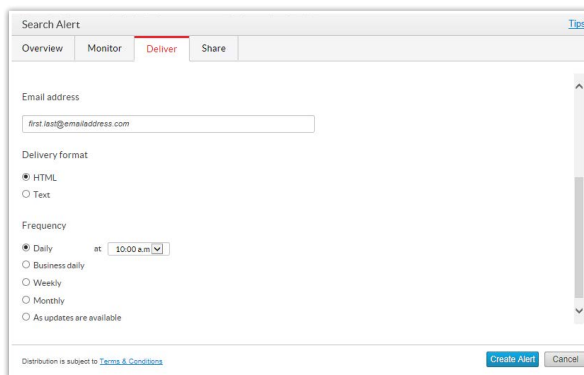 Search Alert Tips
Overview Monitor Deliver Share
Email address
first.last@emailaddress.com
Delivery format
HTML
Text
Frequency
Daily at 10:00 a.m
Business daily
Weekly
Monthly
As updates are available
Distribution is subject to Terms & Conditions Create Alert Cancel